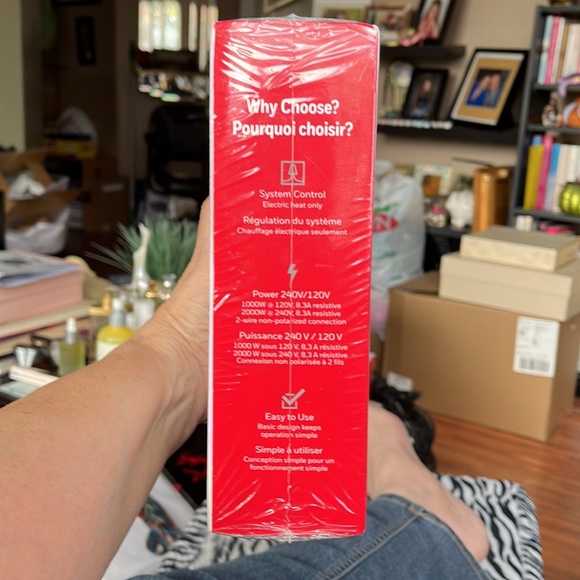 Why Choose?
Pourquoi choisir?
System Control
Electric heat only
Régulation du système
Chauffage électrique seulement
Power 240V/120V
1000W @ 120V, 8.3A resistive
2000W @ 240V, 8.3A resistive
2-wire non-polarized connection
Puissance 240 V / 120 V
1000 W sous 120 V, 8,3 A résistive
2000 W sous 240 V, 8,3 A résistive
Connexion non polarisée à 2 fils
Easy to Use
Basic design keeps
operation simple
Simple à utiliser
Conception simple pour un
fonctionnement simple